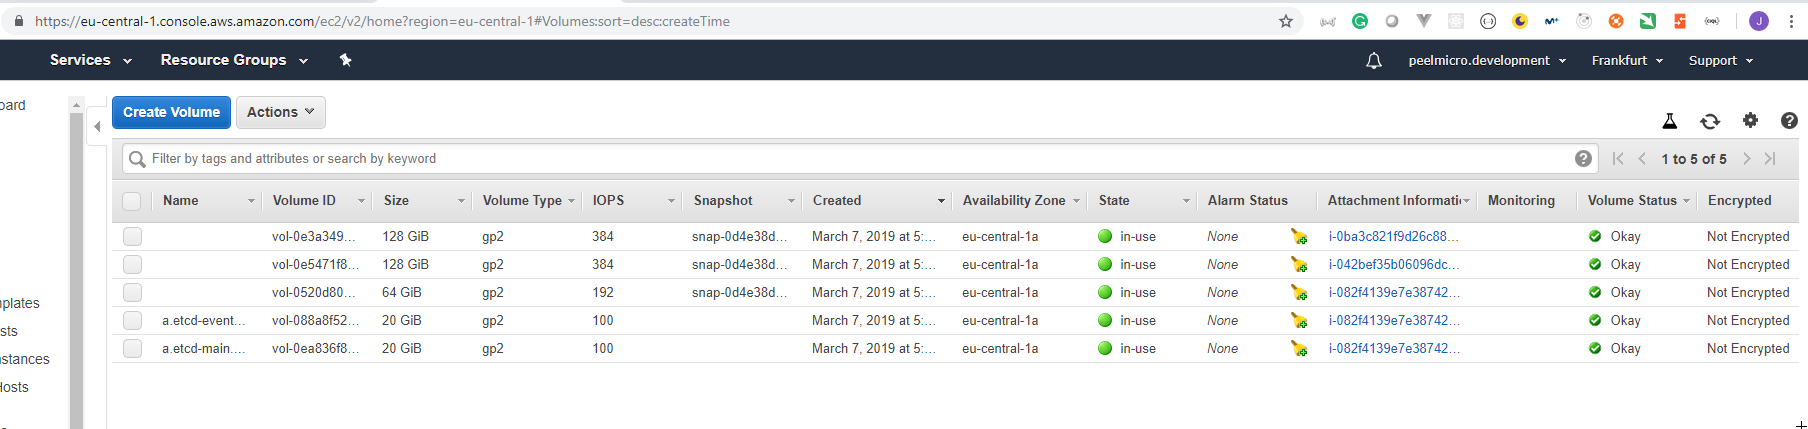 https://eu-central-1.console.aws.amazon.com/ec2/v2/home?region=eu-central-1#Volumes:sort=desc:createTime
J
Services Resource Groups peelmicro.development Frankfurt Support
oard
Create Volume Actions
Filter by tags and attributes or search by keyword 1 to 5 of 5
Name Volume ID Size Volume Type IOPS Snapshot Created Availability Zone State Alarm Status Attachment Informati Monitoring Volume Status Encrypted
vol-0e3a349... 128 GiB gp2 384 snap-0d4e38d... March 7, 2019 at 5:... eu-central-1a in-use None i-0ba3c821f9d26c88... Okay Not Encrypted
vol-0e5471f8... 128 GiB gp2 384 snap-0d4e38d... March 7, 2019 at 5:... eu-central-1a in-use None i-042bef35b06096dc... Okay Not Encrypted
vol-0520d80... 64 GiB gp2 192 snap-0d4e38d... March 7, 2019 at 5:... eu-central-1a in-use None i-082f4139e7e38742... Okay Not Encrypted
a.etcd-event... vol-088a8f52... 20 GiB gp2 100 March 7, 2019 at 5:... eu-central-1a in-use None i-082f4139e7e38742... Okay Not Encrypted
a.etcd-main.... vol-0ea836f8... 20 GiB gp2 100 March 7, 2019 at 5:... eu-central-1a in-use None i-082f4139e7e38742... Okay Not Encrypted
nplates
sts
nstances
Hosts